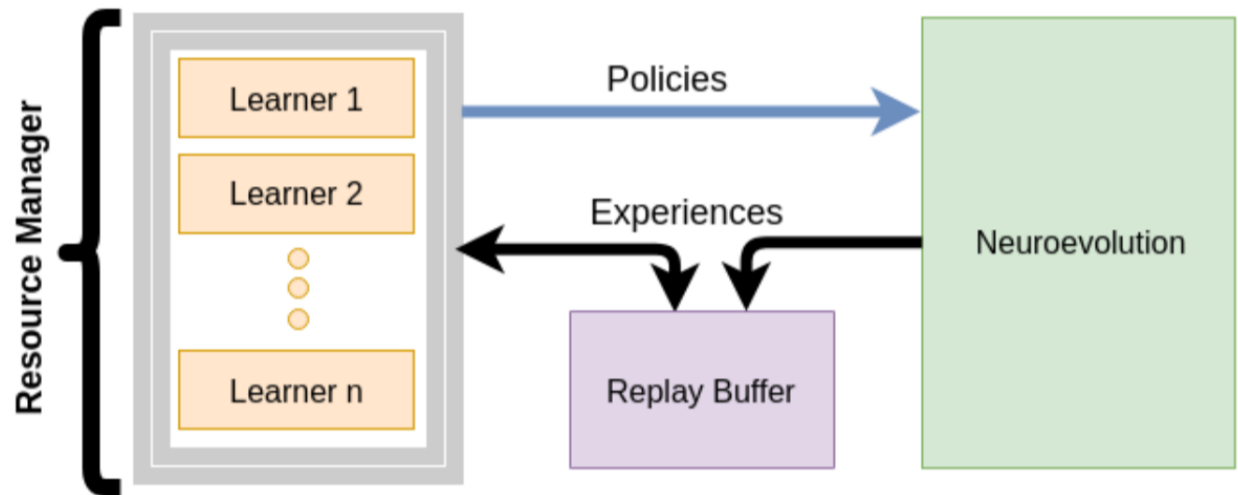 Resource Manager
Learner 1
Learner 2
Learner n
Policies
Experiences
Replay Buffer
Neuroevolution